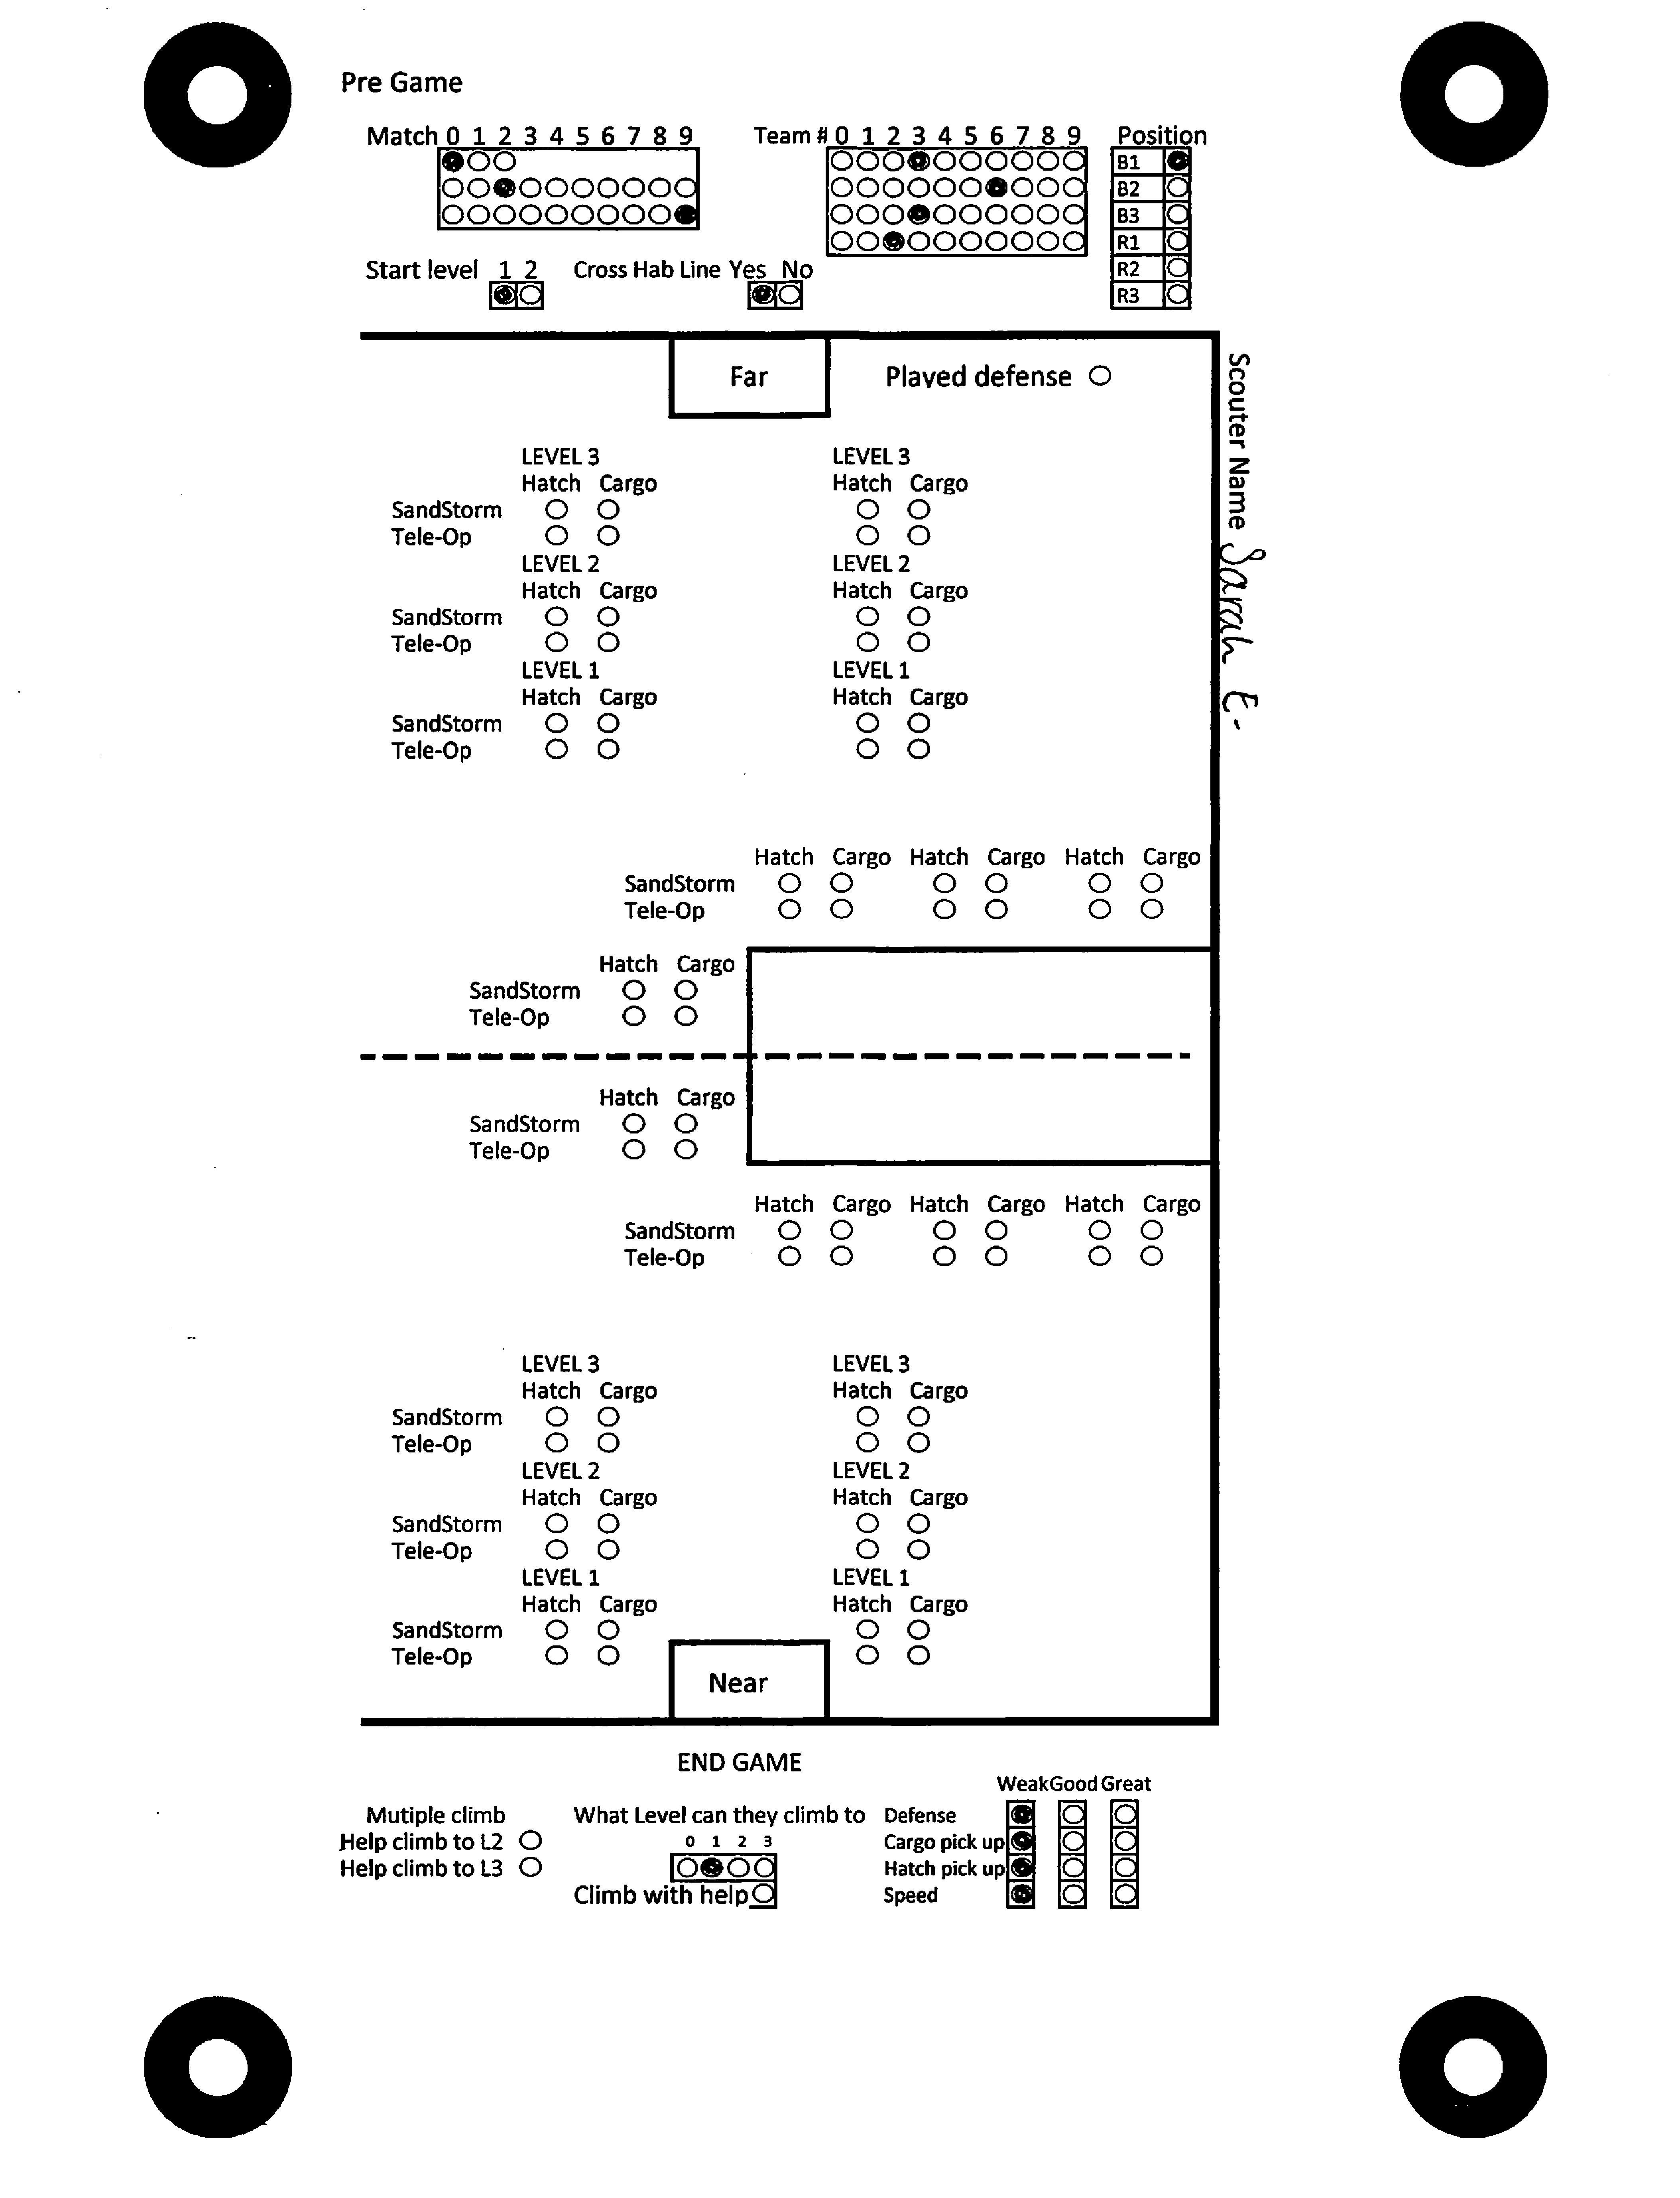 Pre Game
Match 0 1 2 3 4 5 6 7 8 9
Team # 0 1 2 3 4 5 6 7 8 9
Position
B1
B2
B3
R1
R2
R3
Start level 1 2
Cross Hab Line Yes No
Far
Played defense
Scouter Name Sarah E-
LEVEL 3 LEVEL 3
Hatch Cargo Hatch Cargo
SandStorm
Tele-Op
LEVEL 2 LEVEL 2
Hatch Cargo Hatch Cargo
SandStorm
Tele-Op
LEVEL 1 LEVEL 1
Hatch Cargo Hatch Cargo
SandStorm
Tele-Op
Hatch Cargo Hatch Cargo Hatch Cargo
SandStorm
Tele-Op
Hatch Cargo
SandStorm
Tele-Op
Hatch Cargo
SandStorm
Tele-Op
Hatch Cargo Hatch Cargo Hatch Cargo
SandStorm
Tele-Op
LEVEL 3 LEVEL 3
Hatch Cargo Hatch Cargo
SandStorm
Tele-Op
LEVEL 2 LEVEL 2
Hatch Cargo Hatch Cargo
SandStorm
Tele-Op
LEVEL 1 LEVEL 1
Hatch Cargo Hatch Cargo
SandStorm
Tele-Op
Near
END GAME
Mutiple climb
Help climb to L2
Help climb to L3
What Level can they climb to
0 1 2 3
Climb with help
Weak Good Great
Defense
Cargo pick up
Hatch pick up
Speed